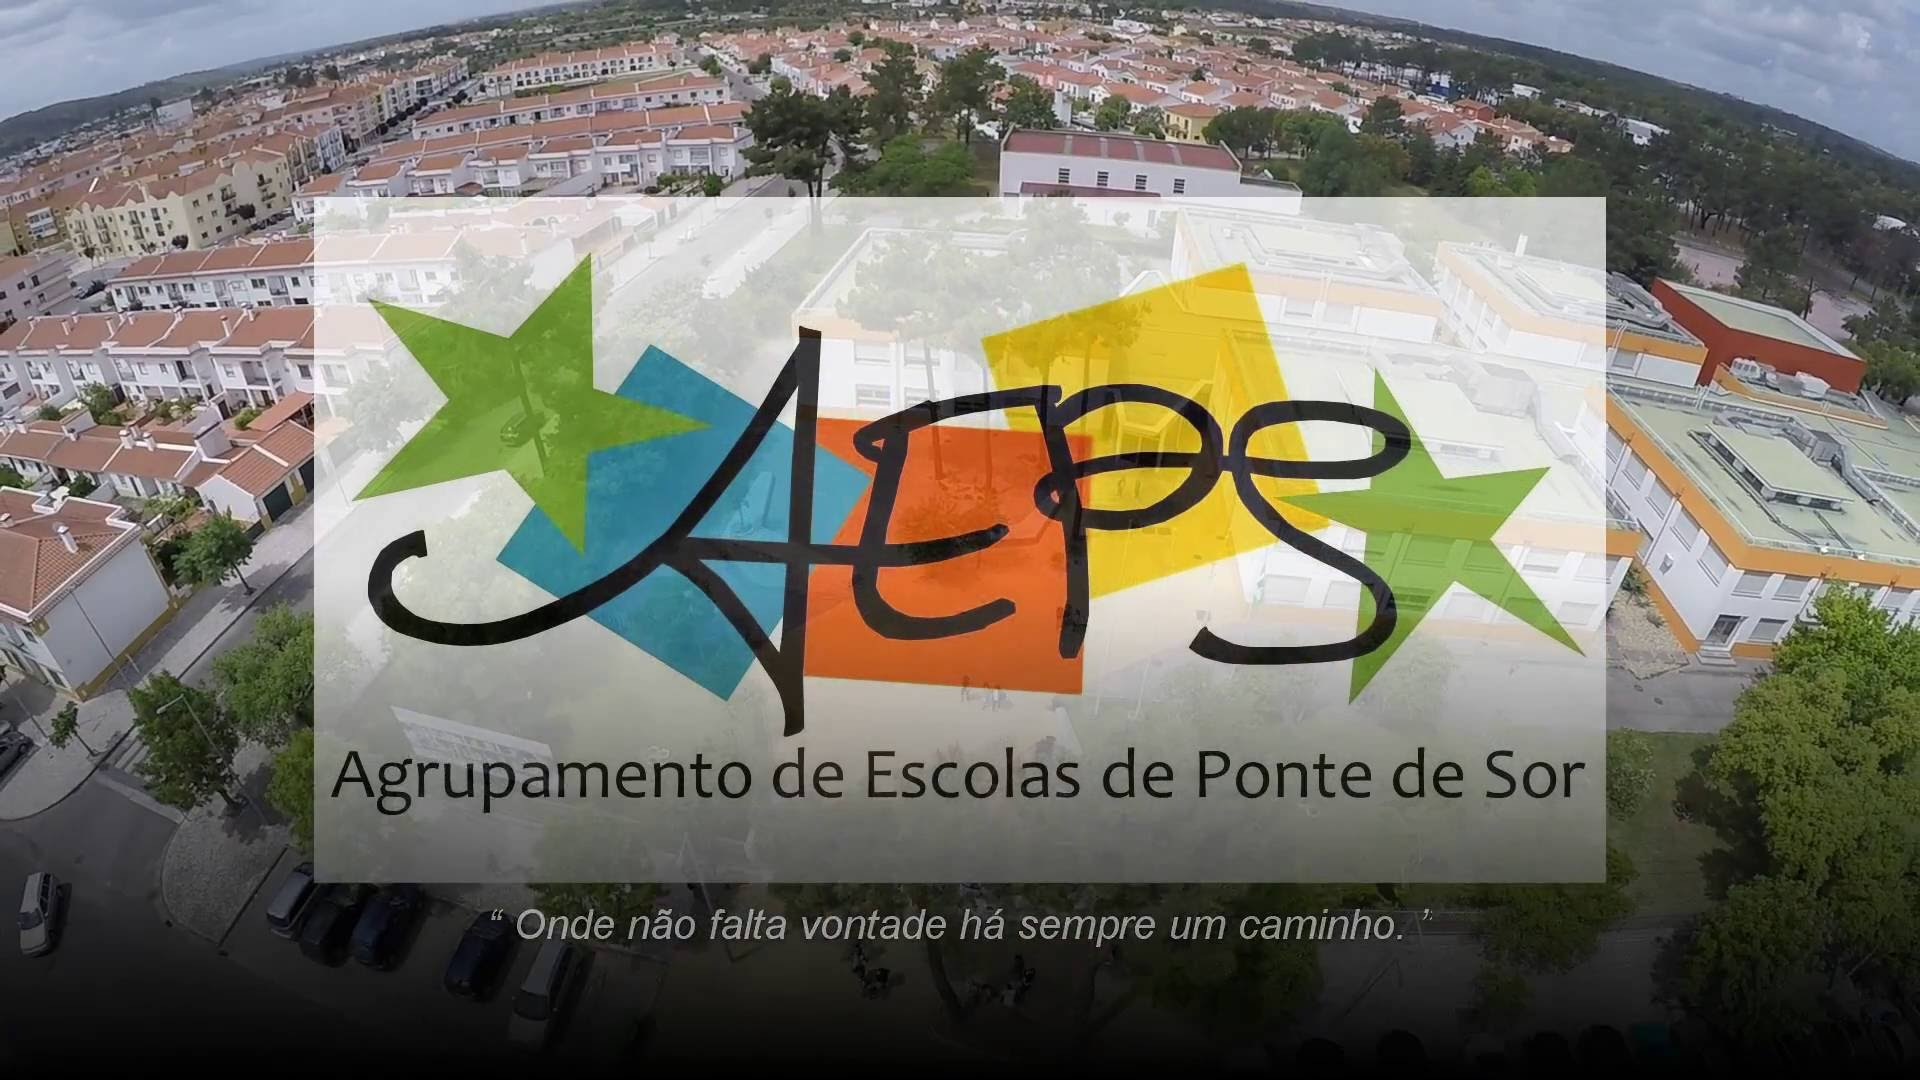 AEPS
Agrupamento de Escolas de Ponte de Sor
“ Onde não falta vontade há sempre um caminho. ”